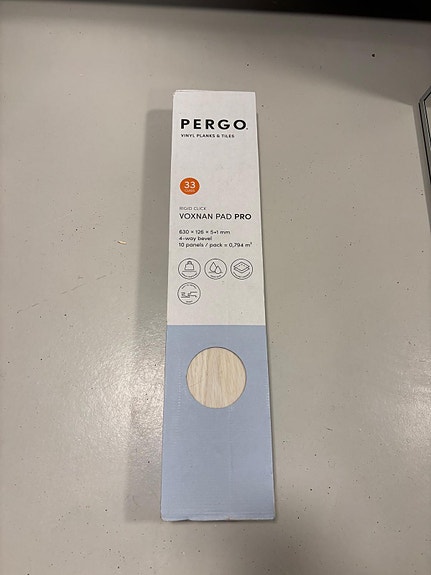 PERGO
VINYL PLANKS & TILES
33
CLASS
RIGID CLICK
VOXNAN PAD PRO
630 × 126 × 5+1 mm
4-way bevel
10 panels / pack = 0,794 m²